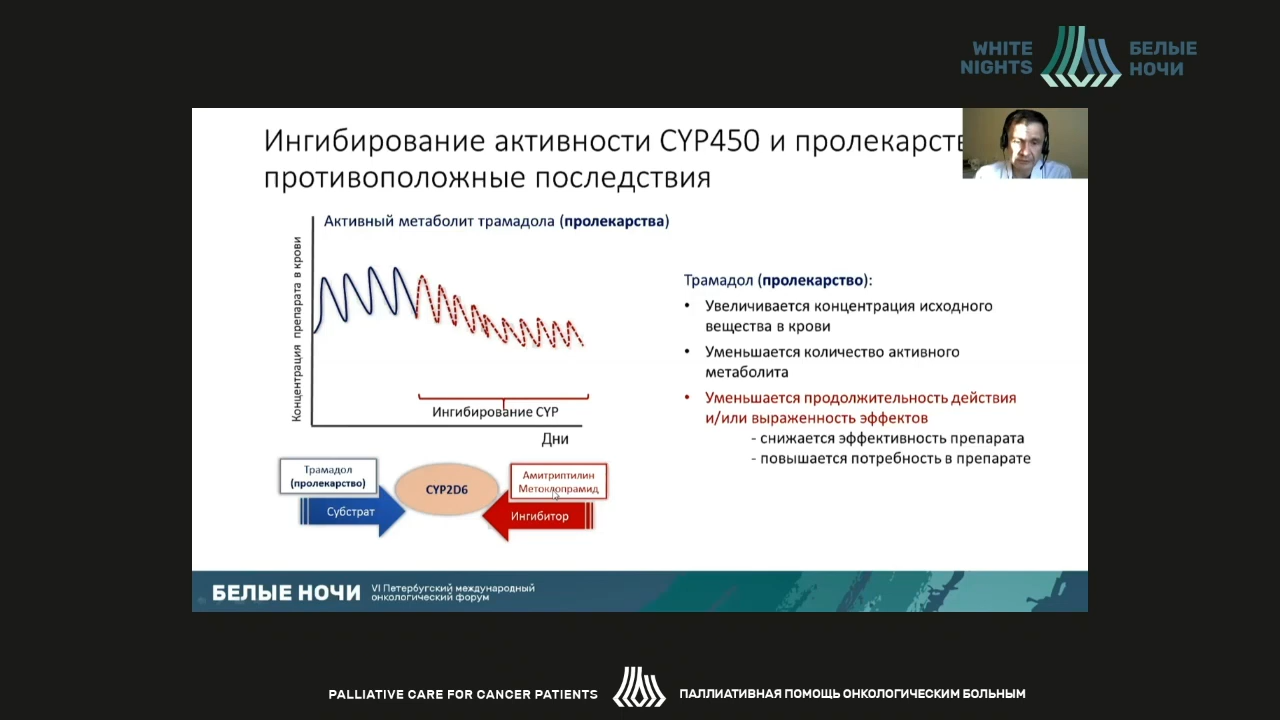 WHITE
NIGHTS
БЕЛЫЕ
НОЧИ
Ингибирование активности CYP450 и пролекарств
противоположные последствия
Активный метаболит трамадола (пролекарства)
Концентрация препарата в крови
Ингибирование CYP
Дни
Трамадол
(пролекарство)
Субстрат
CYP2D6
Амитриптилин
Метоклопрамид
Ингибитор
Трамадол (пролекарство):
• Увеличивается концентрация исходного
вещества в крови
• Уменьшается количество активного
метаболита
• Уменьшается продолжительность действия
и/или выраженность эффектов
- снижается эффективность препарата
- повышается потребность в препарате
БЕЛЫЕ НОЧИ
VI Петербугский международный
онкологический форум
PALLIATIVE CARE FOR CANCER PATIENTS
ПАЛЛИАТИВНАЯ ПОМОЩЬ ОНКОЛОГИЧЕСКИМ БОЛЬНЫМ